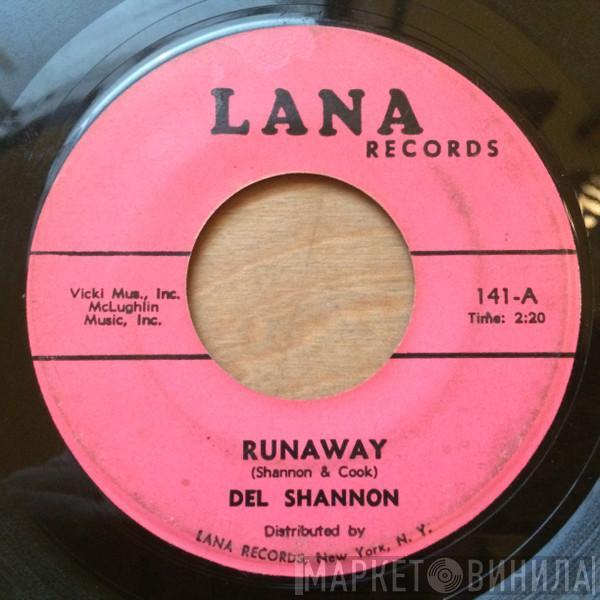 LANA
RECORDS
Vicki Mus., Inc.
McLughlin
Music, Inc.
141-A
Time: 2:20
RUNAWAY
(Shannon & Cook)
DEL SHANNON
Distributed by
LANA RECORDS, New York, N. Y.
МАРКЕТ ВИНИЛА